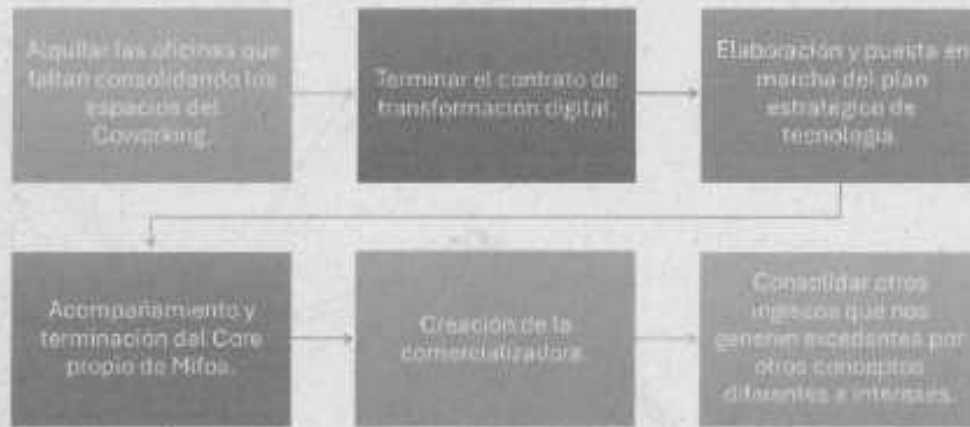 Alquilar las oficinas que
faltan consolidando los
espacios del
Coworking.
Terminar el contrato de
transformación digital.
Elaboración y puesta en
marcha del plan
estratégico de
tecnología
Acompañamiento y
terminación del Core
propio de Mifos.
Creación de la
comercializadora.
Consolidar otros
ingresos que nos
generen excedentes por
otros conceptos
diferentes a intereses.